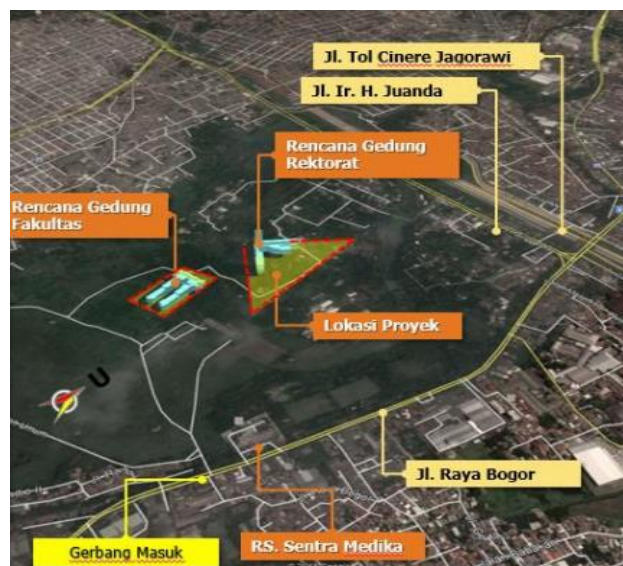 Jl. Tol Cinere Jagorawi
Jl. Ir. H. Juanda
Rencana Gedung
Rektorat
Rencana Gedung
Fakultas
Lokasi Proyek
U
Jl. Raya Bogor
Gerbang Masuk
RS. Sentra Medika